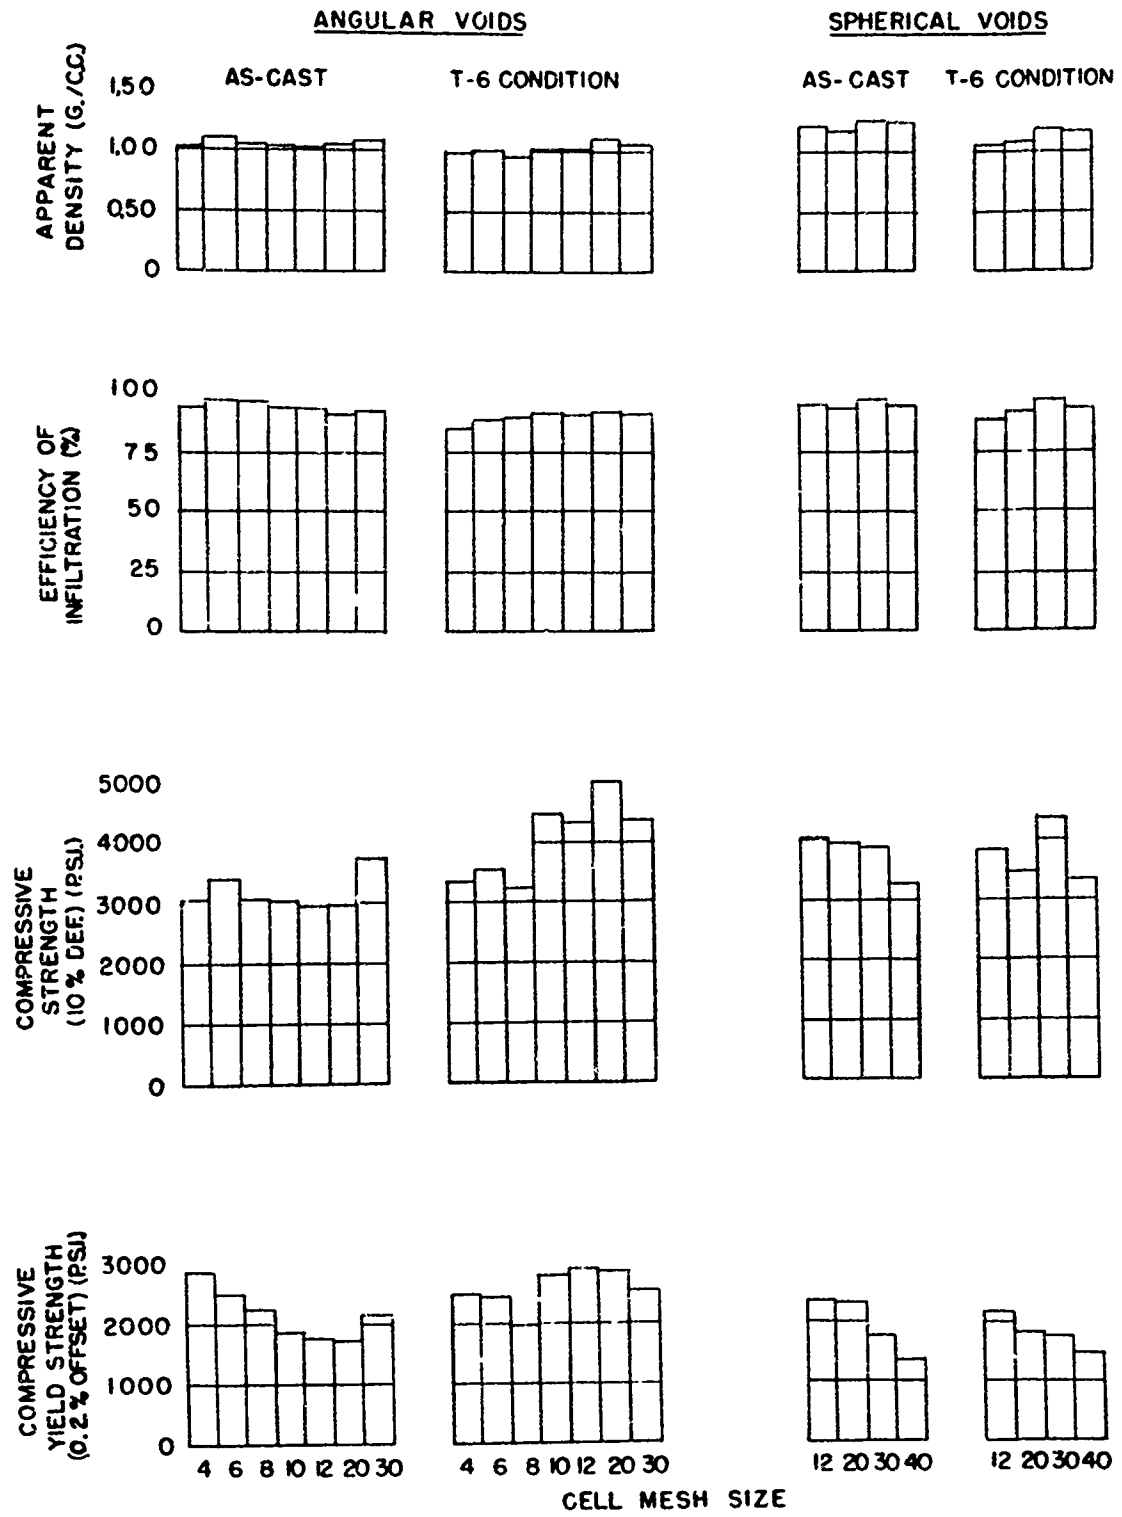 ANGULAR VOIDS
SPHERICAL VOIDS
AS-CAST
T-6 CONDITION
AS-CAST
T-6 CONDITION
APPARENT
DENSITY (G./C.C.)
1.50
1.00
0.50
0
EFFICIENCY OF
INFILTRATION (%)
100
75
50
25
0
COMPRESSIVE
STRENGTH
(10% DEF.) (P.S.I.)
5000
4000
3000
2000
1000
0
COMPRESSIVE
YIELD STRENGTH
(0.2% OFFSET) (P.S.I.)
3000
2000
1000
0
4 6 8 10 12 20 30
4 6 8 10 12 20 30
12 20 30 40
12 20 30 40
CELL MESH SIZE